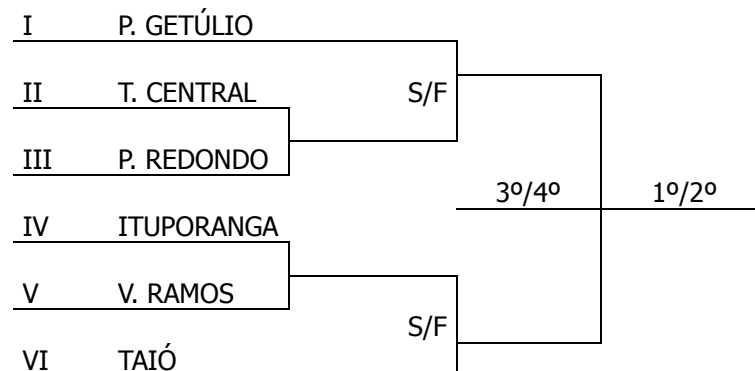 I P. GETÚLIO
II T. CENTRAL S/F
III P. REDONDO
3º/4º 1º/2º
IV ITUPORANGA
V V. RAMOS
S/F
VI TAIÓ